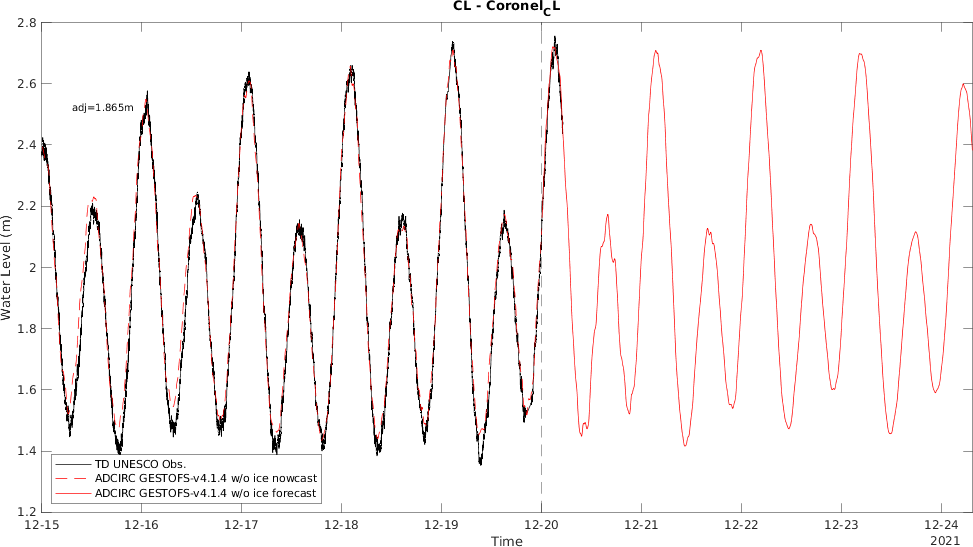 CL - Coronel_CL
2.8
2.6
2.4
2.2
2
1.8
1.6
1.4
1.2
Water Level (m)
adj=1.865m
TD UNESCO Obs.
ADCIRC GESTOFS-v4.1.4 w/o ice nowcast
ADCIRC GESTOFS-v4.1.4 w/o ice forecast
12-15 12-16 12-17 12-18 12-19 12-20 12-21 12-22 12-23 12-24
Time
2021